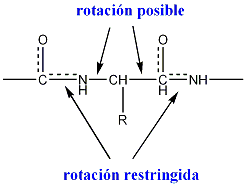 rotación posible
O O
C N CH C NH
H H
R
rotación restringida